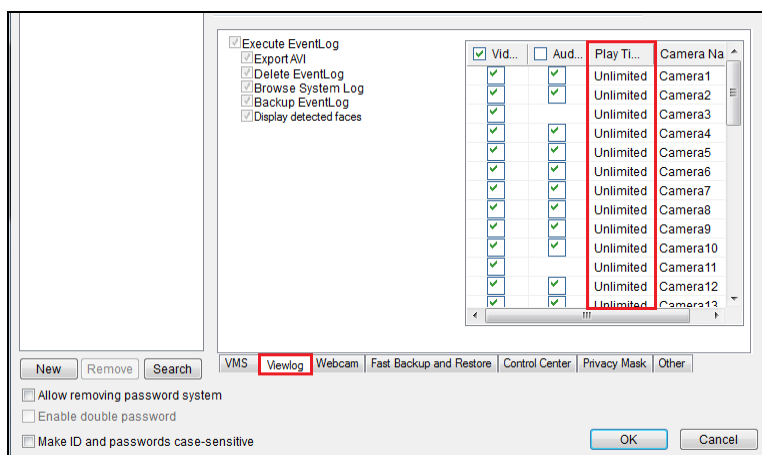 Execute EventLog
Export AVI
Delete EventLog
Browse System Log
Backup EventLog
Display detected faces
Vid... Aud... Play Ti... Camera Na
Unlimited Camera1
Unlimited Camera2
Unlimited Camera3
Unlimited Camera4
Unlimited Camera5
Unlimited Camera6
Unlimited Camera7
Unlimited Camera8
Unlimited Camera9
Unlimited Camera10
Unlimited Camera11
Unlimited Camera12
Unlimited Camera13
New Remove Search
VMS Viewlog Webcam Fast Backup and Restore Control Center Privacy Mask Other
Allow removing password system
Enable double password
Make ID and passwords case-sensitive
OK Cancel